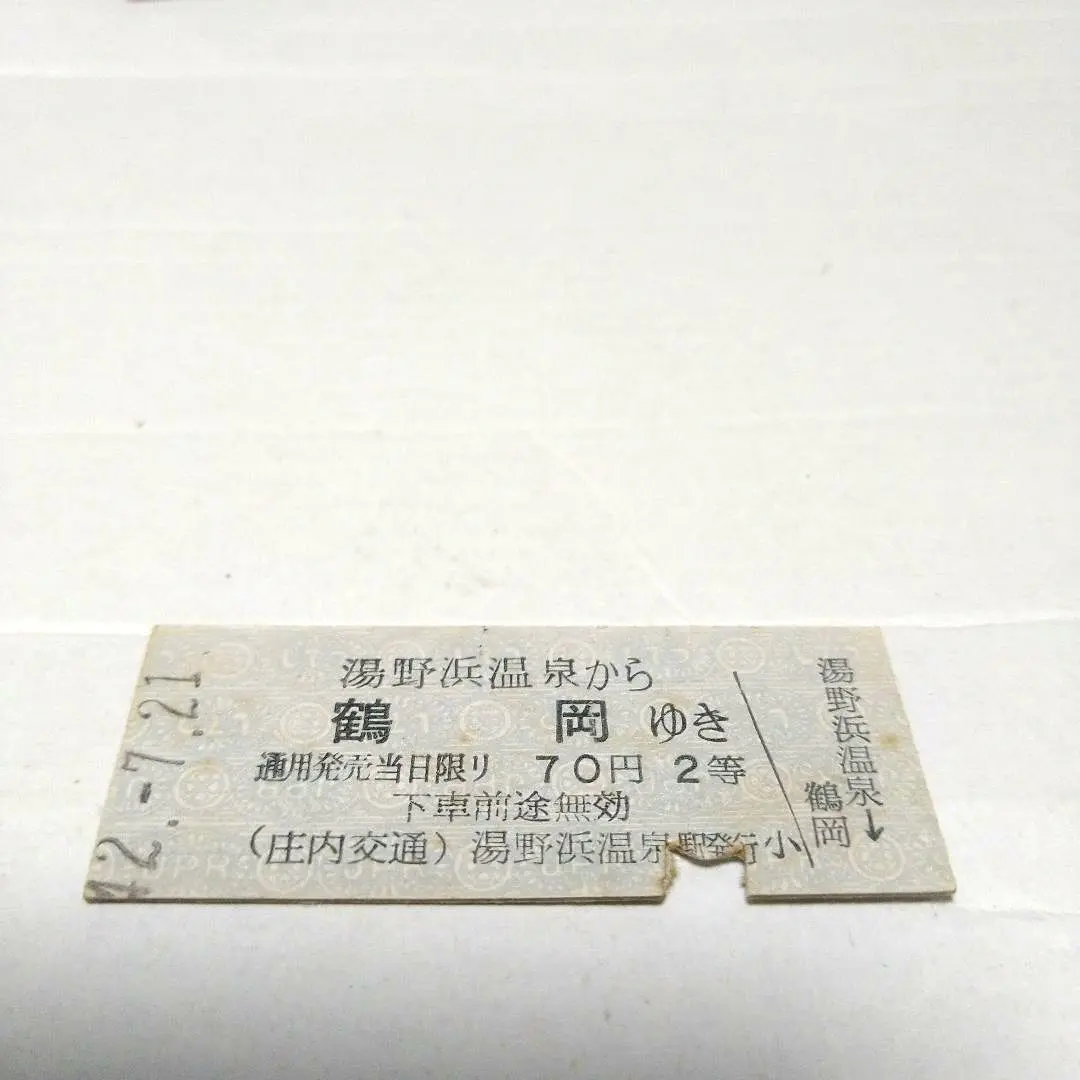 42.-7.21
湯野浜温泉から
鶴岡ゆき
通用発売当日限リ 70円 2等
下車前途無効
(庄内交通) 湯野浜温泉駅発行 小
湯野浜温泉→
鶴岡